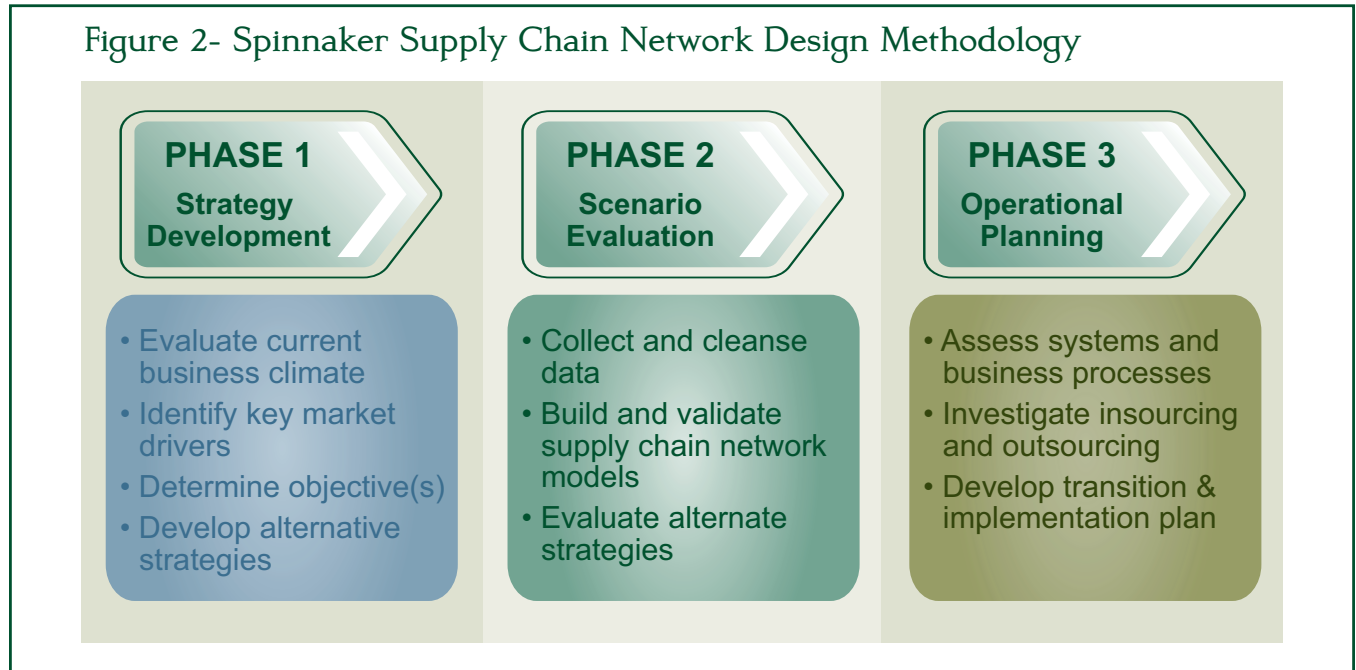 Figure 2- Spinnaker Supply Chain Network Design Methodology
PHASE 1
Strategy
Development
• Evaluate current
business climate
• Identify key market
drivers
• Determine objective(s)
• Develop alternative
strategies
PHASE 2
Scenario
Evaluation
• Collect and cleanse
data
• Build and validate
supply chain network
models
• Evaluate alternate
strategies
PHASE 3
Operational
Planning
• Assess systems and
business processes
• Investigate insourcing
and outsourcing
• Develop transition &
implementation plan